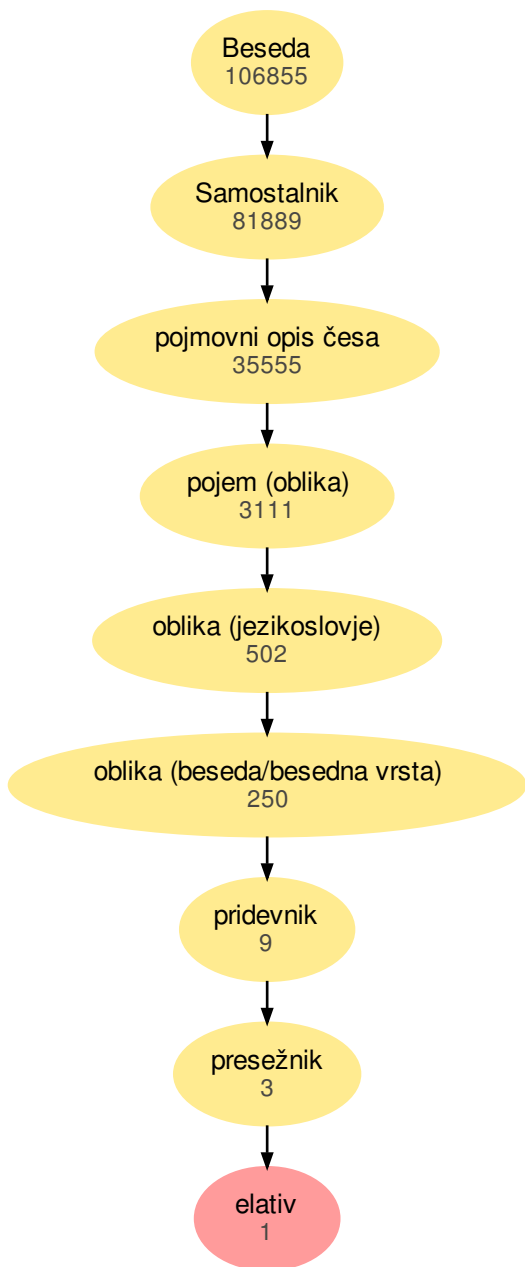 Beseda
106855
Samostalnik
81889
pojmovni opis česa
35555
pojem (oblika)
3111
oblika (jezikoslovje)
502
oblika (beseda/besedna vrsta)
250
pridevnik
9
presežnik
3
elativ
1